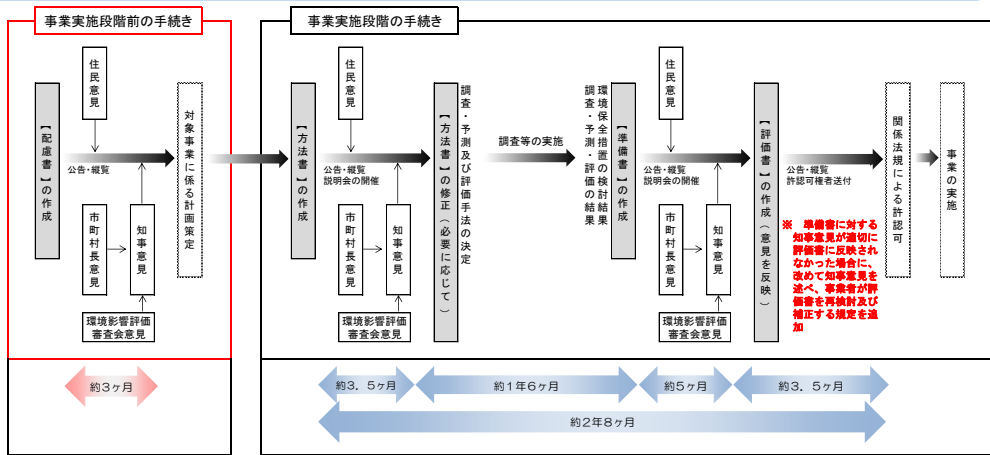 事業実施段階前の手続き
住民意見
【配慮書】の作成
公告・縦覧
市町村長意見
知事意見
環境影響評価
審査会意見
対象事業に係る計画策定
約3ヶ月
事業実施段階の手続き
【方法書】の作成
住民意見
公告・縦覧
説明会の開催
市町村長意見
知事意見
環境影響評価
審査会意見
【方法書】の修正（必要に応じて）
調査・予測及び評価手法の決定
調査等の実施
環境保全措置の検討結果
調査・予測・評価の結果
【準備書】の作成
住民意見
公告・縦覧
説明会の開催
市町村長意見
知事意見
環境影響評価
審査会意見
【評価書】の作成（意見を反映）
公告・縦覧
許認可権者送付
※　準備書に対する
知事意見が適切に
評価書に反映され
なかった場合に、
改めて知事意見を
述べ、事業者が評
価書を再検討及び
補正する規定を追
加
関係法規による許認可
事業の実施
約3．5ヶ月
約1年6ヶ月
約5ヶ月
約3．5ヶ月
約2年8ヶ月